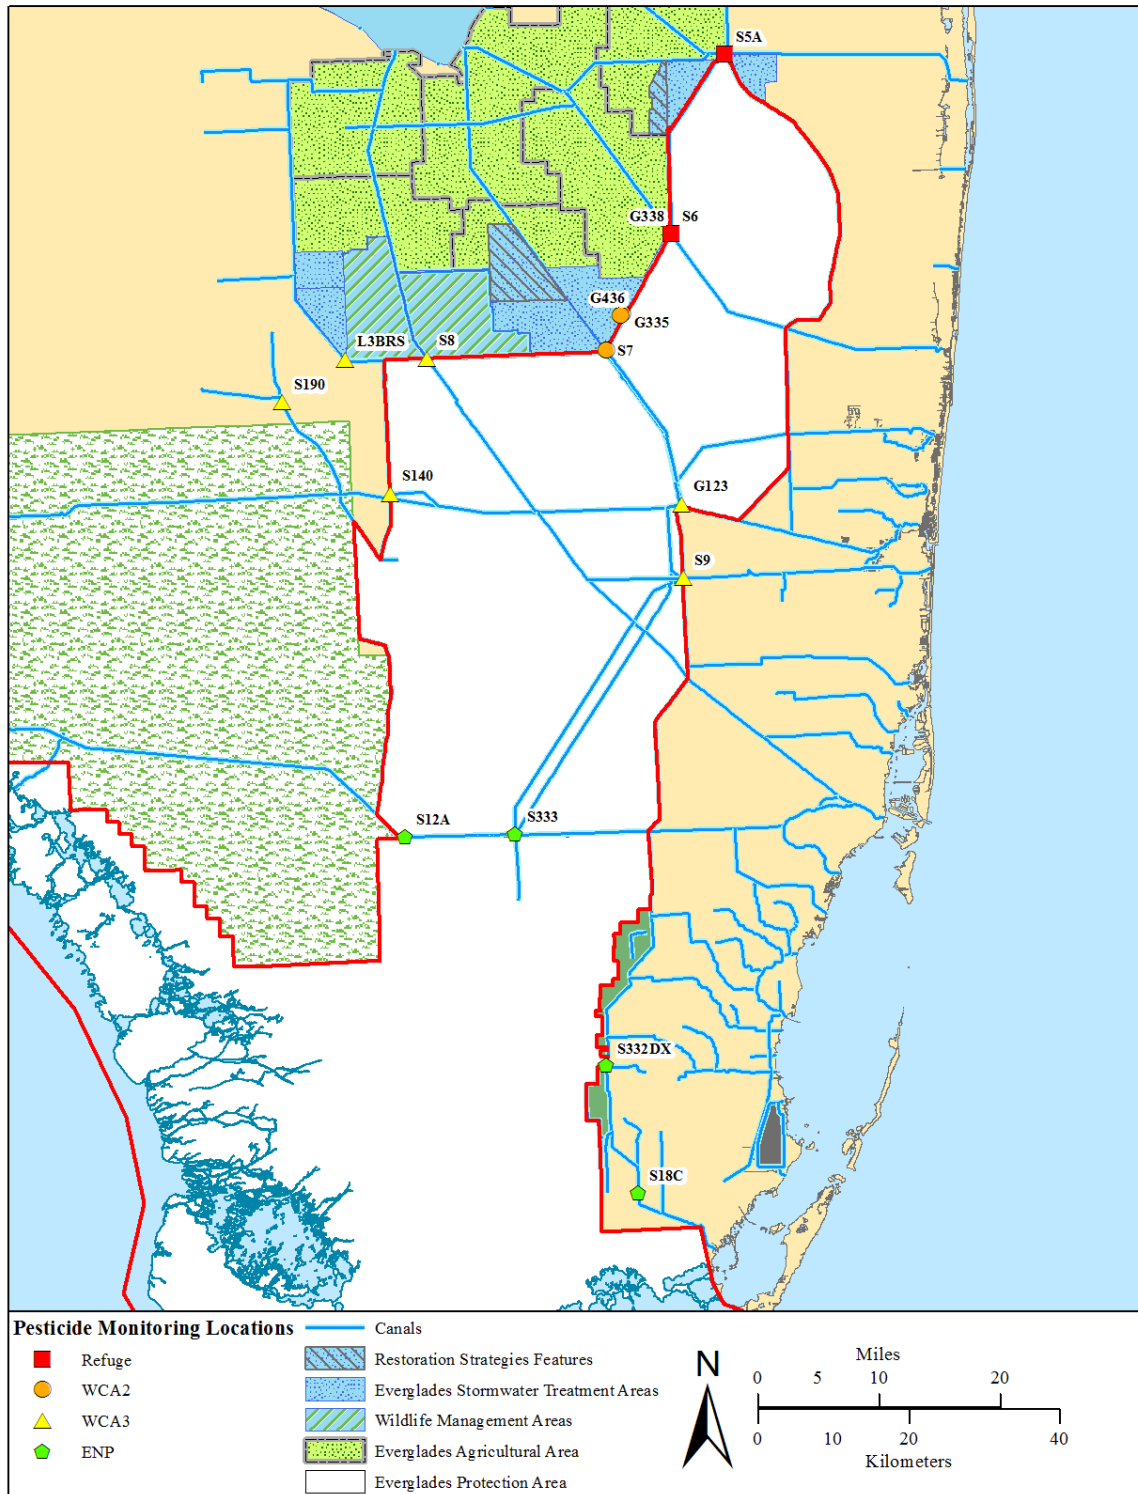 S5A
G338
S6
G436
G335
L3BRS
S8
S7
S190
S140
G123
S9
S12A
S333
S332DX
S18C
Pesticide Monitoring Locations
Refuge
WCA2
WCA3
ENP
Canals
Restoration Strategies Features
Everglades Stormwater Treatment Areas
Wildlife Management Areas
Everglades Agricultural Area
Everglades Protection Area
N
Miles
0 5 10 20
0 10 20 40
Kilometers